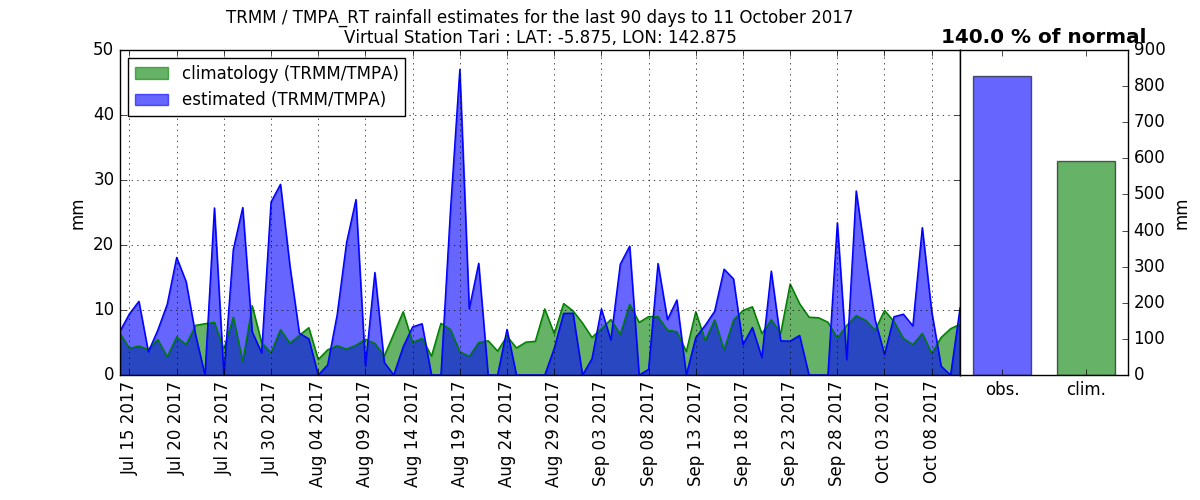 TRMM / TMPA_RT rainfall estimates for the last 90 days to 11 October 2017
Virtual Station Tari : LAT: -5.875, LON: 142.875
140.0 % of normal
climatology (TRMM/TMPA)
estimated (TRMM/TMPA)
50
40
30
20
10
0
mm
Jul 15 2017
Jul 20 2017
Jul 25 2017
Jul 30 2017
Aug 04 2017
Aug 09 2017
Aug 14 2017
Aug 19 2017
Aug 24 2017
Aug 29 2017
Sep 03 2017
Sep 08 2017
Sep 13 2017
Sep 18 2017
Sep 23 2017
Sep 28 2017
Oct 03 2017
Oct 08 2017
900
800
700
600
500
400
300
200
100
0
mm
obs.
clim.